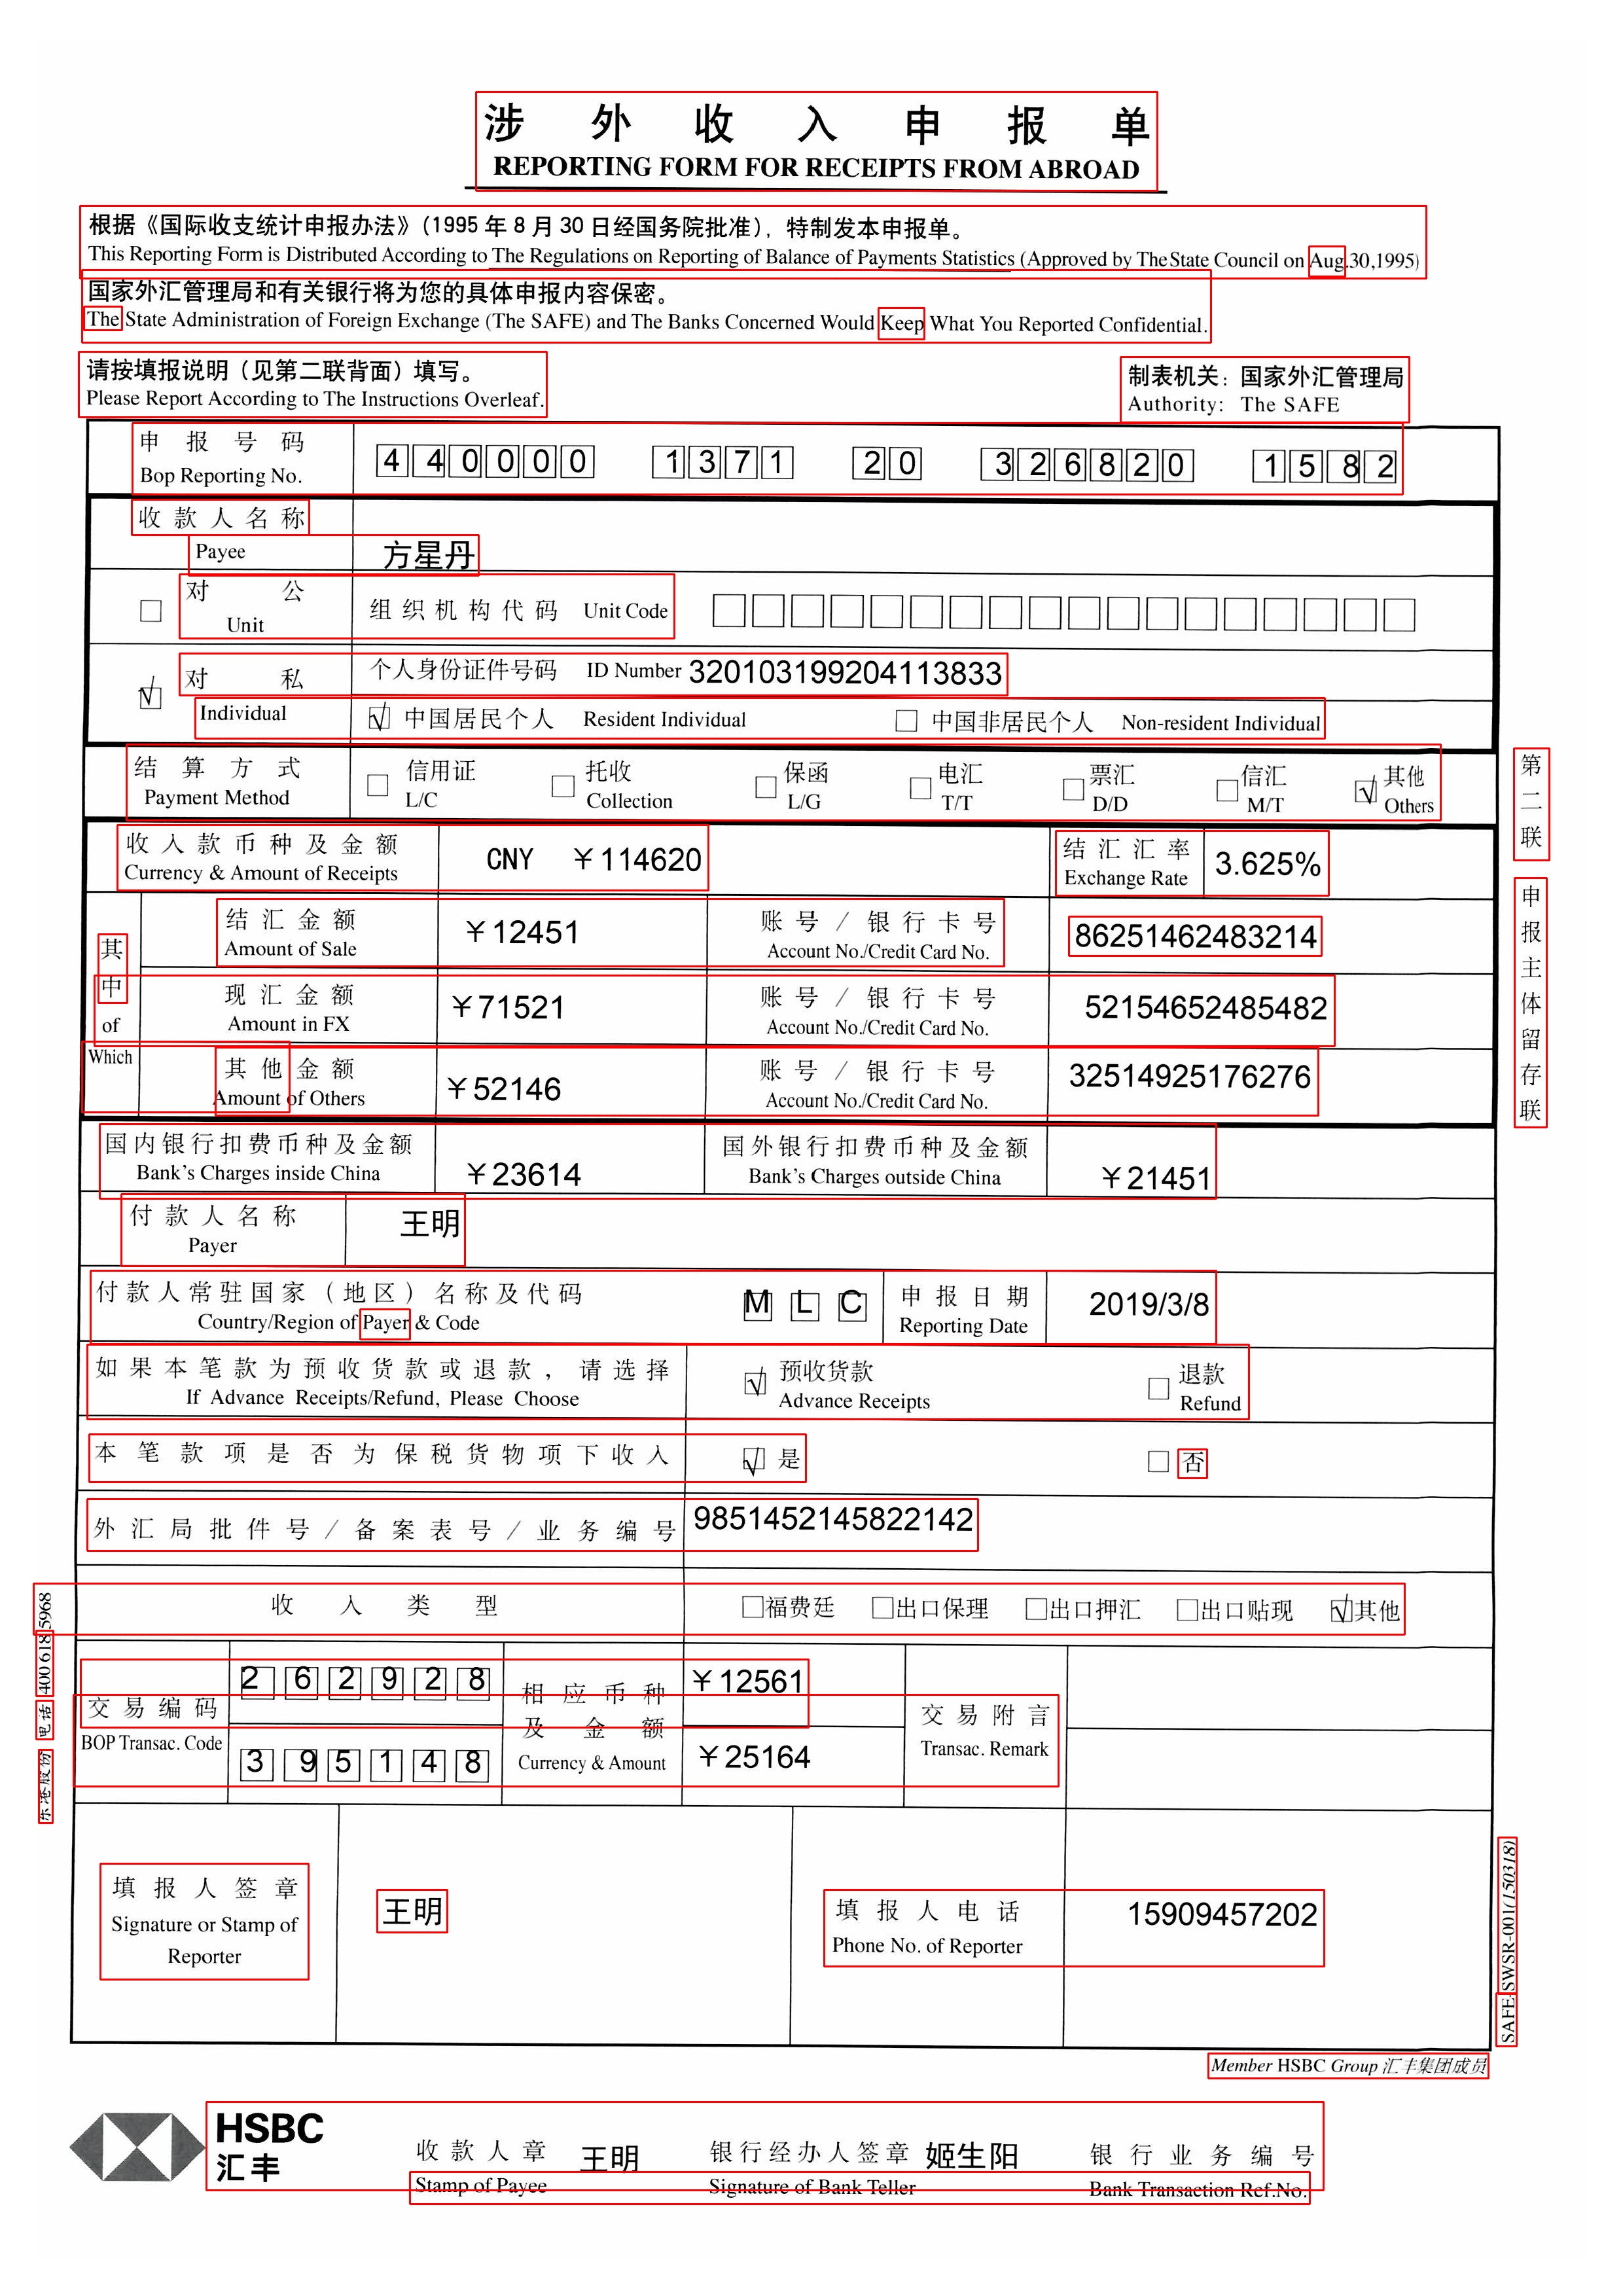 涉 外 收 入 申 报 单
REPORTING FORM FOR RECEIPTS FROM ABROAD
根据《国际收支统计申报办法》(1995 年 8 月 30 日经国务院批准)，特制发本申报单。
This Reporting Form is Distributed According to The Regulations on Reporting of Balance of Payments Statistics (Approved by The State Council on Aug.30,1995)
国家外汇管理局和有关银行将为您的具体申报内容保密。
The State Administration of Foreign Exchange (The SAFE) and The Banks Concerned Would Keep What You Reported Confidential.
请按填报说明（见第二联背面）填写。
Please Report According to The Instructions Overleaf.
制表机关：国家外汇管理局
Authority: The SAFE
申 报 号 码 440000 1371 20 326820 1582
Bop Reporting No.
收 款 人 名 称
Payee 方星丹
对 公 组 织 机 构 代 码 Unit Code
Unit
对 私 个人身份证件号码 ID Number 320103199204113833
Individual √ 中国居民个人 Resident Individual 中国非居民个人 Non-resident Individual
结 算 方 式 信用证 托收 保函 电汇 票汇 信汇 √ 其他
Payment Method L/C Collection L/G T/T D/D M/T Others
收 入 款 币 种 及 金 额 CNY ￥114620 结 汇 汇 率 3.625%
Currency & Amount of Receipts Exchange Rate
其中 of Which
结 汇 金 额 ￥12451 账 号 / 银 行 卡 号 86251462483214
Amount of Sale Account No./Credit Card No.
现 汇 金 额 ￥71521 账 号 / 银 行 卡 号 52154652485482
Amount in FX Account No./Credit Card No.
其 他 金 额 ￥52146 账 号 / 银 行 卡 号 32514925176276
Amount of Others Account No./Credit Card No.
国内银行扣费币种及金额 ￥23614 国外银行扣费币种及金额 ￥21451
Bank's Charges inside China Bank's Charges outside China
付 款 人 名 称 王明
Payer
付款人常驻国家（地区）名称及代码 M L C 申 报 日 期 2019/3/8
Country/Region of Payer & Code Reporting Date
如果本笔款为预收货款或退款，请选择 √ 预收货款 退款
If Advance Receipts/Refund, Please Choose Advance Receipts Refund
本笔款项是否为保税货物项下收入 √ 是 否
外汇局批件号/备案表号/业务编号 9851452145822142
收 入 类 型 福费廷 出口保理 出口押汇 出口贴现 √其他
交 易 编 码 262928 相 应 币 种 ￥12561 交 易 附 言
BOP Transac. Code 395148 及 金 额 ￥25164 Transac. Remark
Currency & Amount
填 报 人 签 章 王明 填 报 人 电 话 15909457202
Signature or Stamp of Phone No. of Reporter
Reporter
第二联
申报主体留存联
东港股份 电话 400 618 5968
SAFE-SWSR-001(150318)
Member HSBC Group 汇丰集团成员
HSBC
汇丰
收 款 人 章 王明 银行经办人签章 姬生阳 银 行 业 务 编 号
Stamp of Payee Signature of Bank Teller Bank Transaction Ref.No.